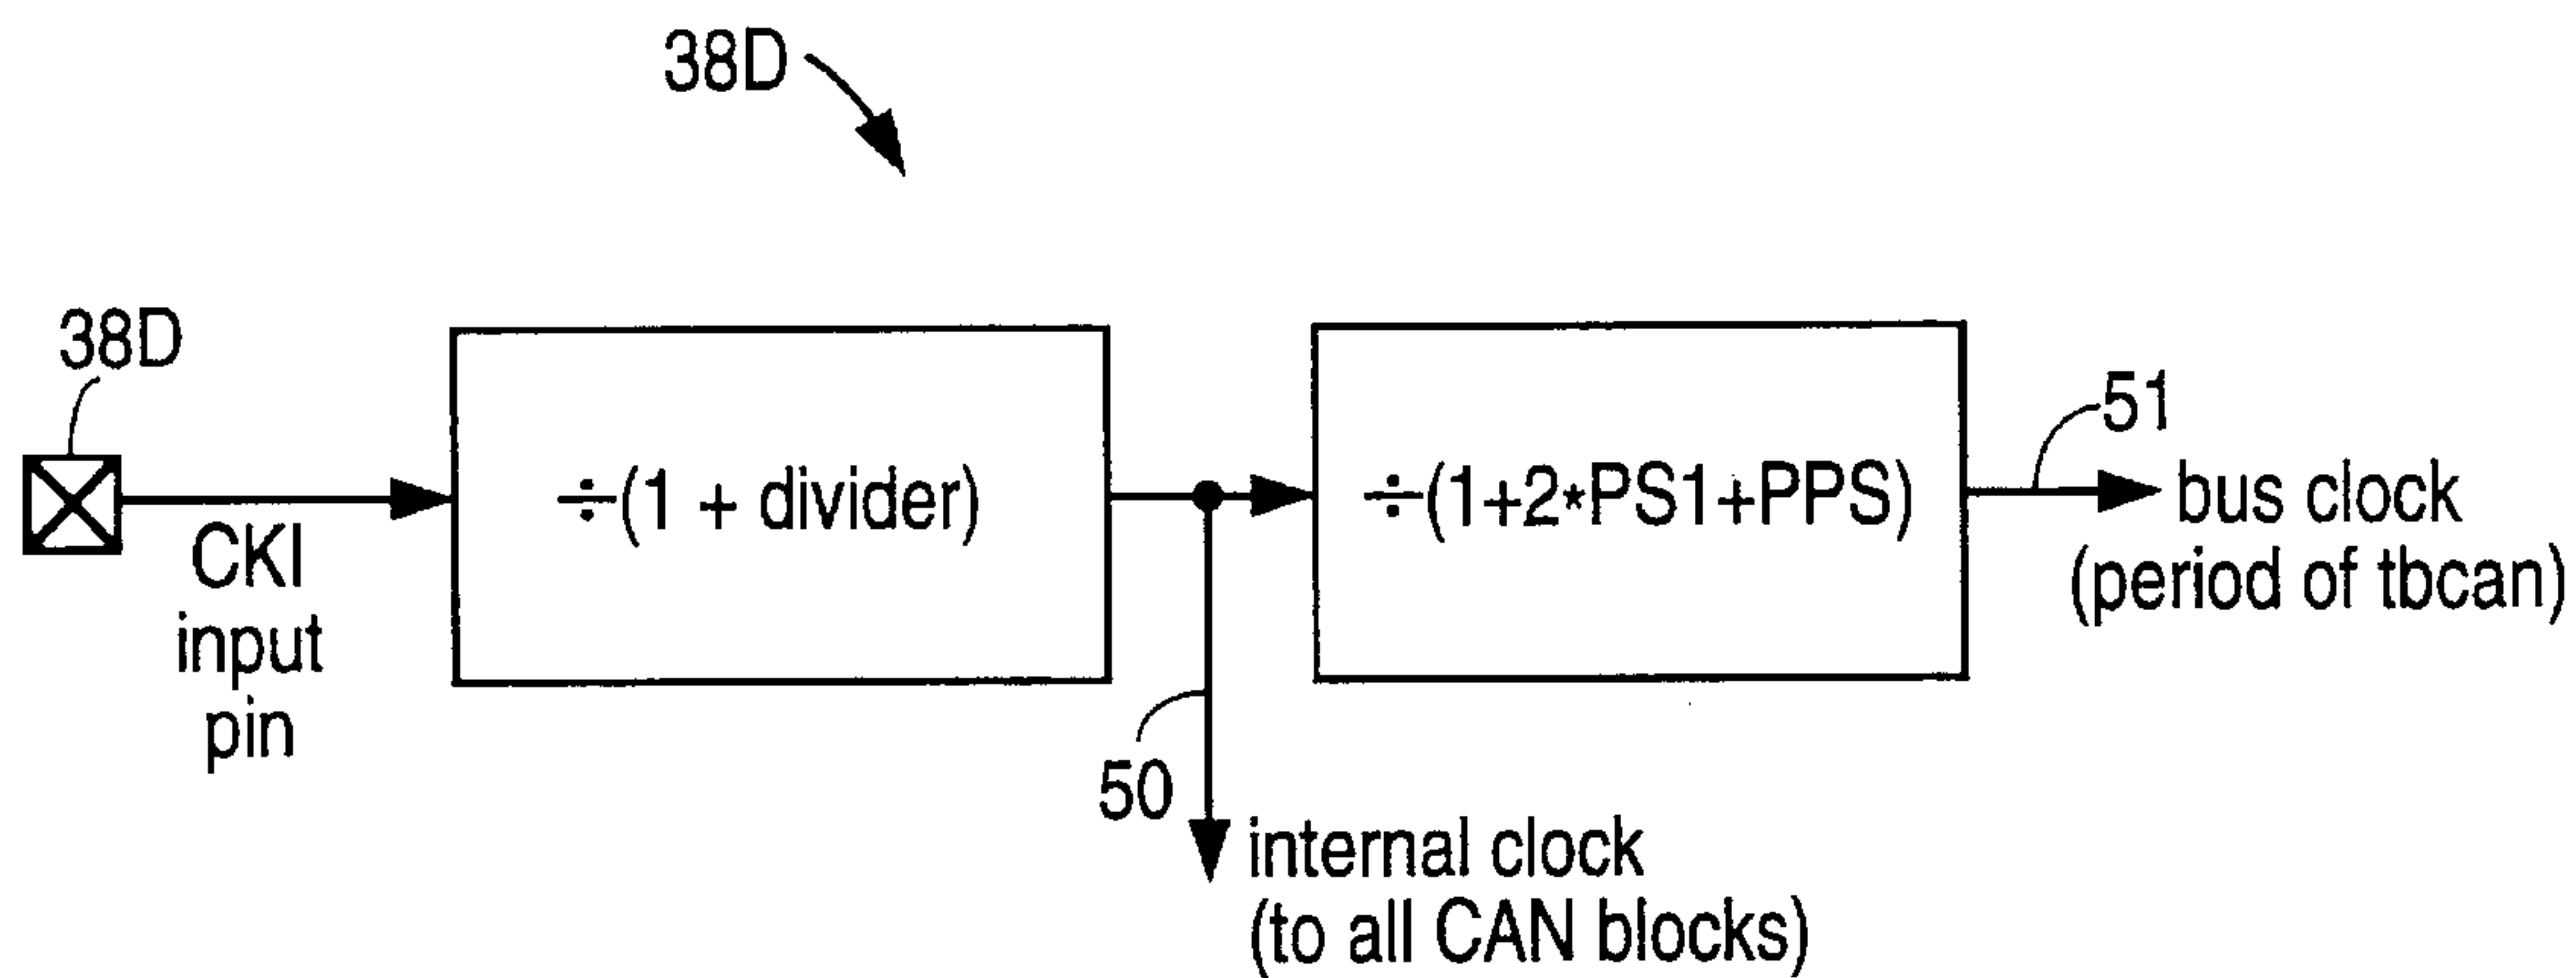 38D
38D
CKI
input
pin
÷(1 + divider)
÷(1+2*PS1+PPS)
51
bus clock
(period of tbcan)
50
internal clock
(to all CAN blocks)